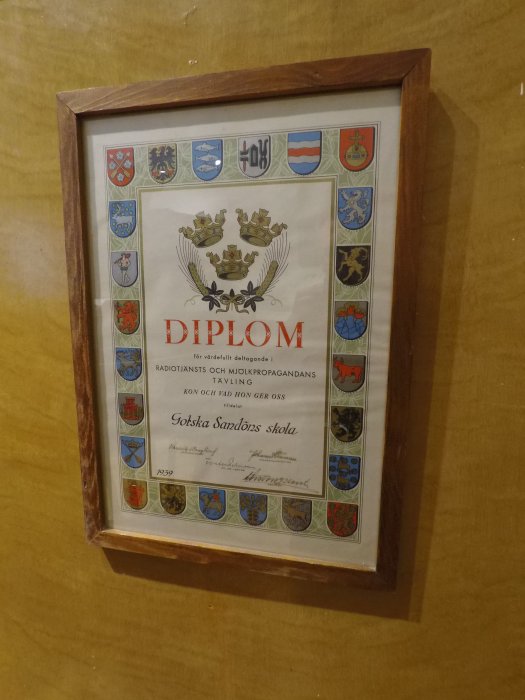 DIPLOM
för värdefullt deltagande i
RADIOTJÄNSTS OCH MJÖLKPROPAGANDANS
TÄVLING
KON OCH VAD HON GER OSS
tilldelas
Gotska Sandöns skola
1939